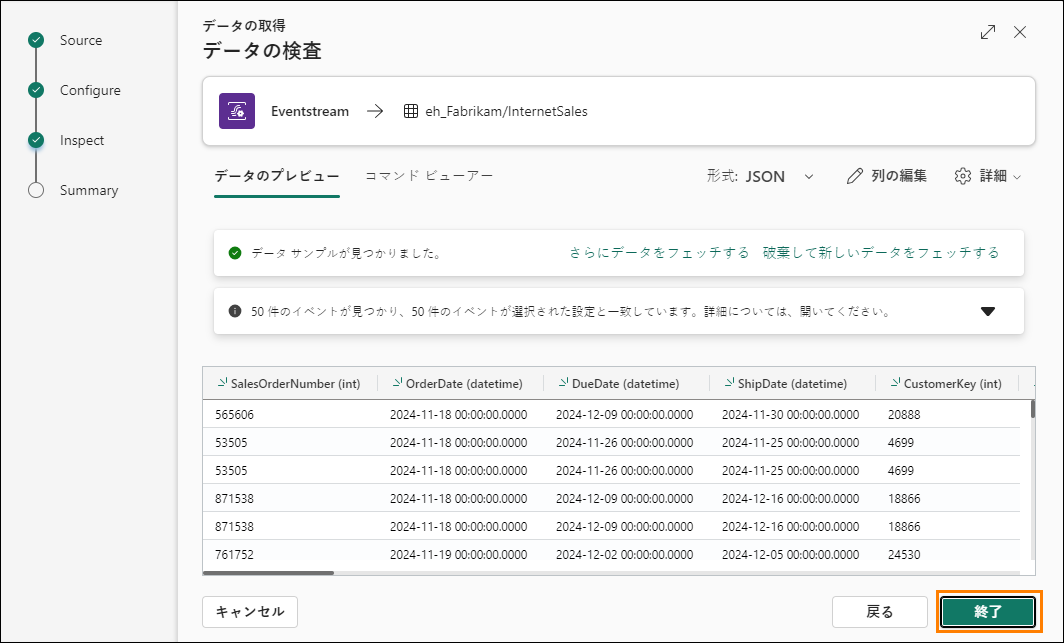 Source
Configure
Inspect
Summary
データの取得
データの検査
Eventstream → eh_Fabrikam/InternetSales
データのプレビュー コマンド ビューアー 形式: JSON 列の編集 詳細
データ サンプルが見つかりました。 さらにデータをフェッチする 破棄して新しいデータをフェッチする
50 件のイベントが見つかり、50 件のイベントが選択された設定と一致しています。詳細については、開いてください。
SalesOrderNumber (int) OrderDate (datetime) DueDate (datetime) ShipDate (datetime) CustomerKey (int)
565606 2024-11-18 00:00:00.0000 2024-12-09 00:00:00.0000 2024-11-30 00:00:00.0000 20888
53505 2024-11-18 00:00:00.0000 2024-11-26 00:00:00.0000 2024-11-25 00:00:00.0000 4699
53505 2024-11-18 00:00:00.0000 2024-11-26 00:00:00.0000 2024-11-25 00:00:00.0000 4699
871538 2024-11-18 00:00:00.0000 2024-12-09 00:00:00.0000 2024-12-16 00:00:00.0000 18866
871538 2024-11-18 00:00:00.0000 2024-12-09 00:00:00.0000 2024-12-16 00:00:00.0000 18866
761752 2024-11-19 00:00:00.0000 2024-12-02 00:00:00.0000 2024-12-05 00:00:00.0000 24530
キャンセル 戻る 終了